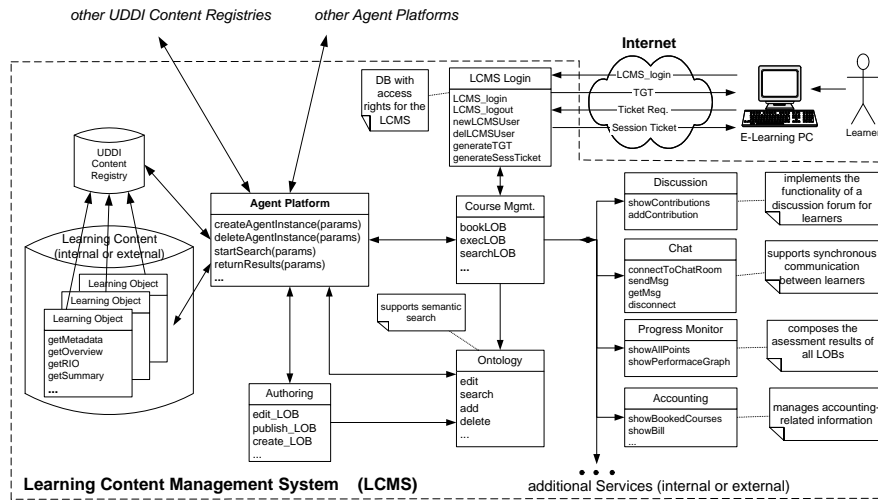 other UDDI Content Registries
other Agent Platforms
Internet
DB with
access
rights for the
LCMS
LCMS Login
LCMS_login
LCMS_logout
newLCMSUser
delLCMSUser
generateTGT
generateSessTicket
LCMS_login
TGT
Ticket Req.
Session Ticket
E-Learning PC
Learner
UDDI
Content
Registry
Learning Content
(internal or external)
Learning Object
Learning Object
Learning Object
getMetadata
getOverview
getRIO
getSummary
...
Agent Platform
createAgentInstance(params)
deleteAgentInstance(params)
startSearch(params)
returnResults(params)
...
Course Mgmt.
bookLOB
execLOB
searchLOB
...
supports semantic
search
Ontology
edit
search
add
delete
...
Authoring
edit_LOB
publish_LOB
create_LOB
...
Discussion
showContributions
addContribution
implements the
functionality of a
discussion forum for
learners
Chat
connectToChatRoom
sendMsg
getMsg
disconnect
supports synchronous
communication
between learners
Progress Monitor
showAllPoints
showPerformaceGraph
composes the
asessment results of
all LOBs
Accounting
showBookedCourses
showBill
...
manages accounting-
related information
additional Services (internal or external)
Learning Content Management System (LCMS)